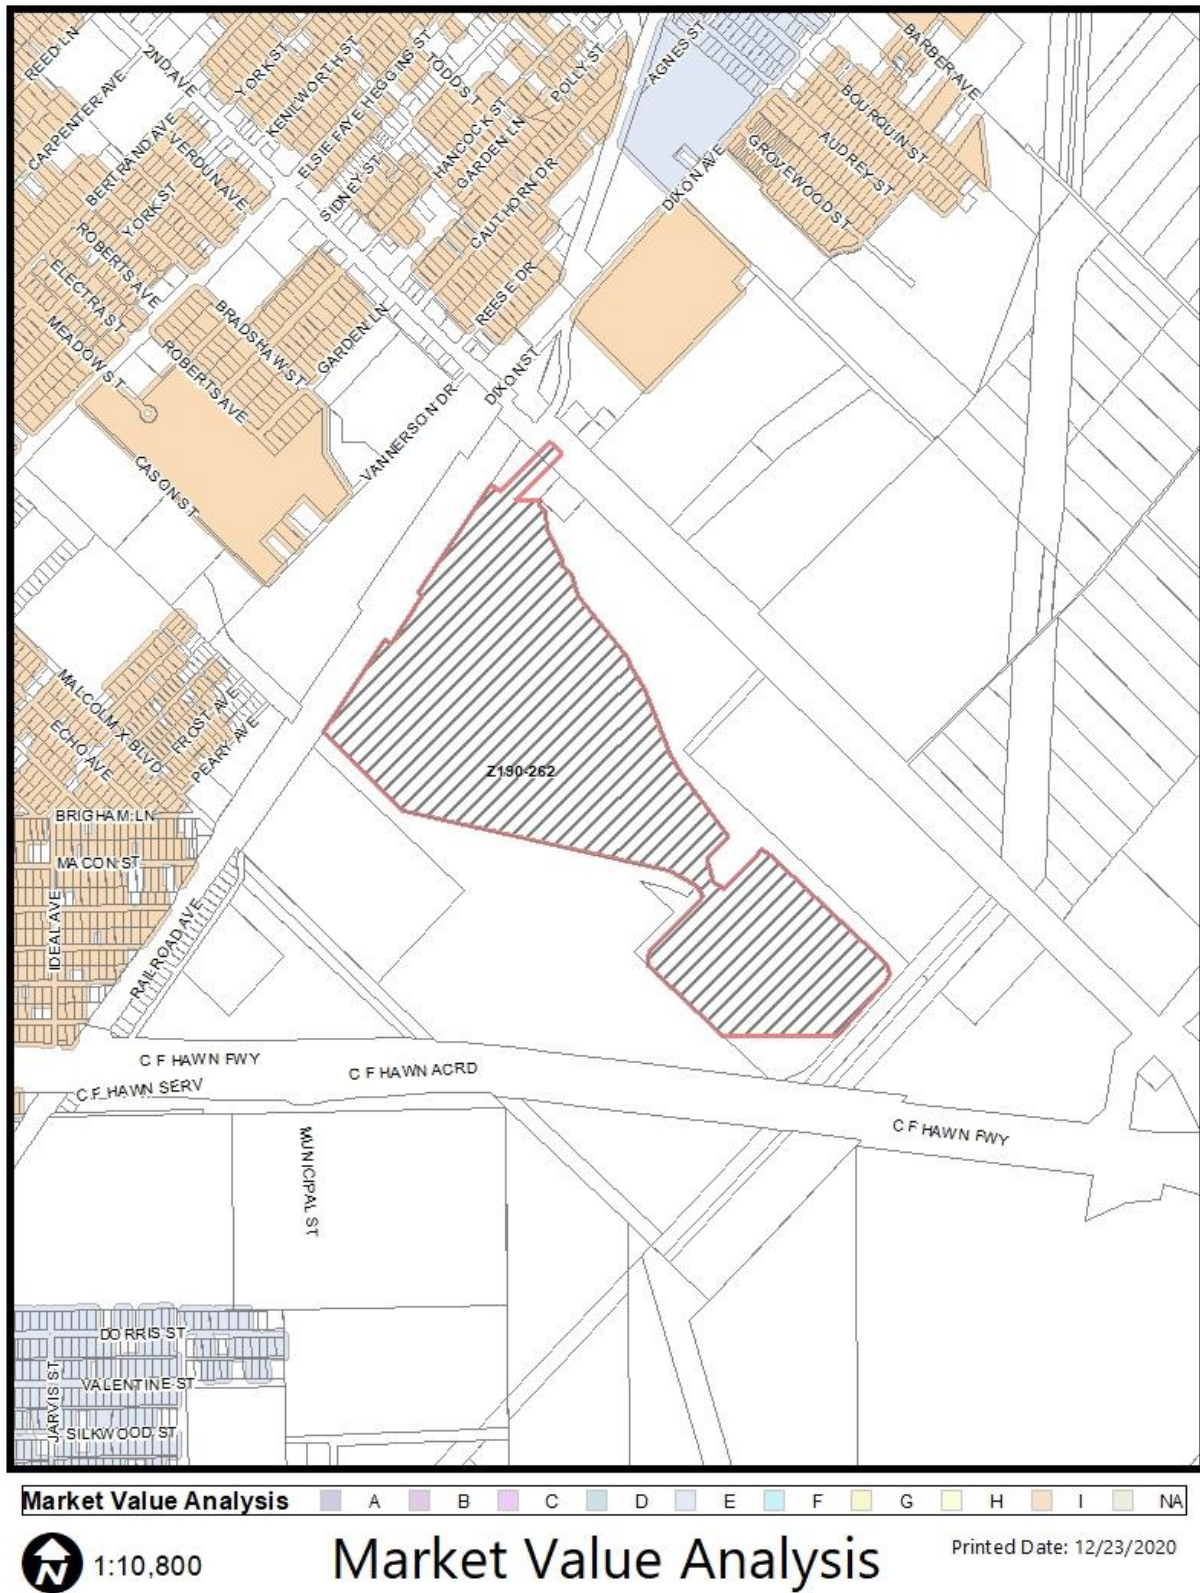 REED LN
2ND AVE
YORK ST
KENILWORTH ST
ELSIE FAYE HEGGINS ST
TODD ST
POLLY ST
AGNES ST
BARBER AVE
CARPENTER AVE
BERTRAND AVE
VERDUN AVE
HANCOCK ST
GARDEN LN
BOURQUIN ST
AUDREY ST
GROVEWOOD ST
DIXON AVE
YORK ST
SIDNEY ST
CAUTHORN DR
ROBERTS AVE
ELECTRA ST
REESE DR
MEADOW ST
BRADSHAW ST
GARDEN LN
ROBERTS AVE
DIXON ST
VANNERSON DR
CASON ST
MALCOLM X BLVD
FROST AVE
ECHO AVE
PEARY AVE
Z190-262
BRIGHAM LN
MACON ST
IDEAL AVE
RAILROAD AVE
C F HAWN FWY
C F HAWN ACRD
C F HAWN SERV
C F HAWN FWY
MUNICIPAL ST
DORRIS ST
VALENTINE ST
JARVIS ST
SILKWOOD ST
Market Value Analysis A B C D E F G H I NA
N 1:10,800 Market Value Analysis Printed Date: 12/23/2020